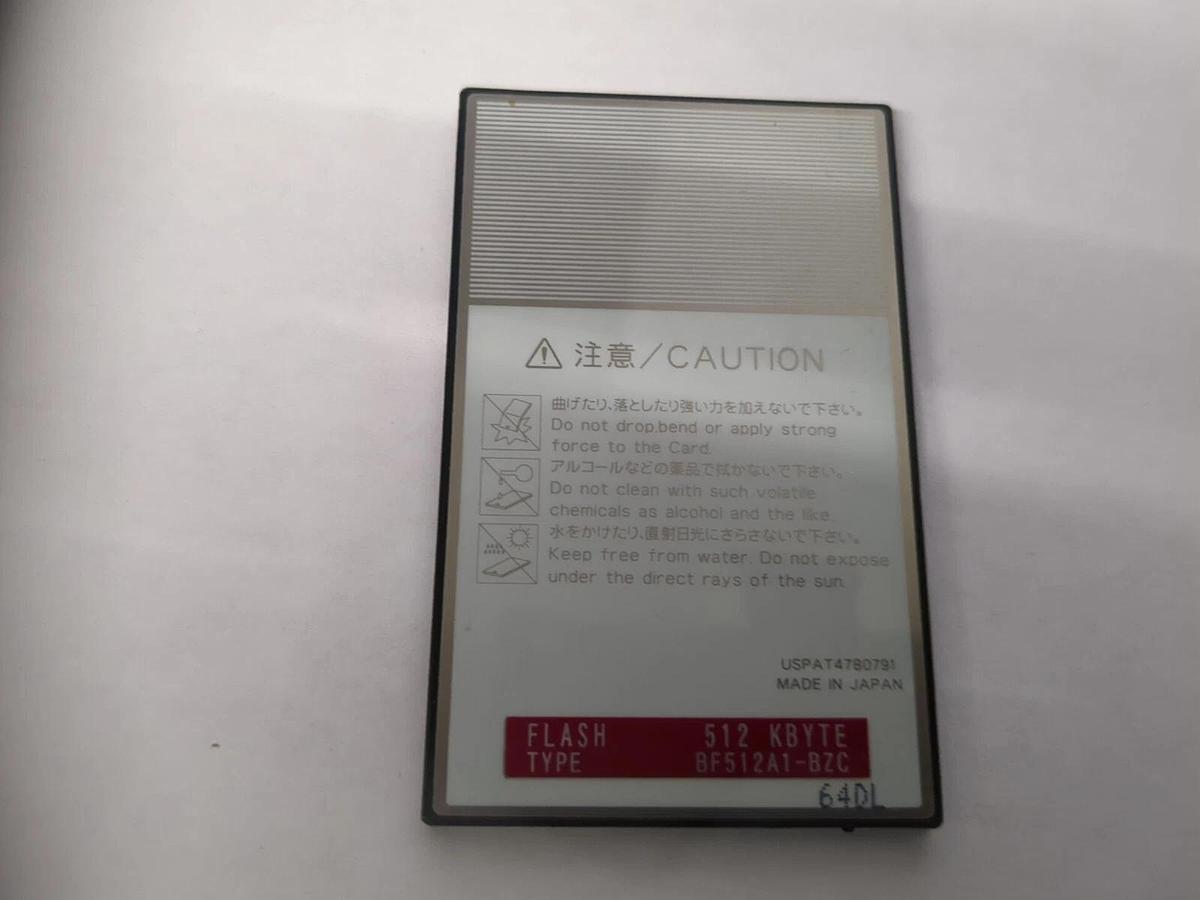 注意/CAUTION
曲げたり、落としたり強い力を加えないで下さい。
Do not drop,bend or apply strong
force to the Card.
アルコールなどの薬品で拭かないで下さい。
Do not clean with such volatile
chemicals as alcohol and the like.
水をかけたり、直射日光にさらさないで下さい。
Keep free from water. Do not expose
under the direct rays of the sun.
USPAT4780791
MADE IN JAPAN
FLASH 512 KBYTE
TYPE BF512A1-BZC
64DL